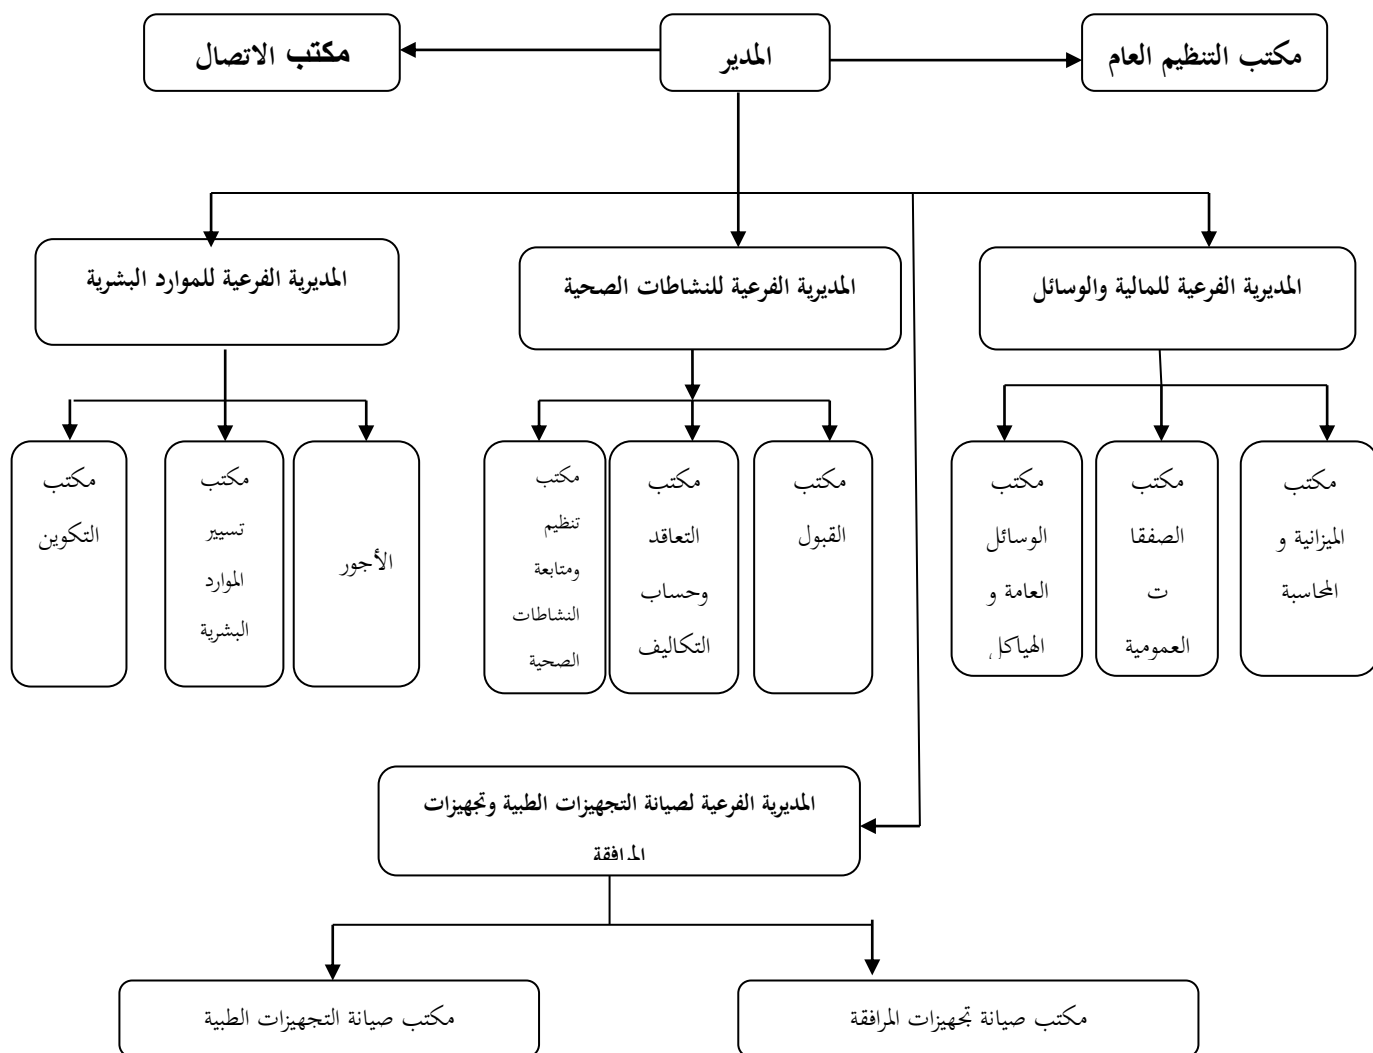 مكتب التنظيم العام
المدير
مكتب الاتصال
المديرية الفرعية للمالية والوسائل
المديرية الفرعية للنشاطات الصحية
المديرية الفرعية للموارد البشرية
مكتب
الميزانية و
المحاسبة
مكتب
الصفقا
ت
العمومية
مكتب
الوسائل
العامة و
الهياكل
مكتب
القبول
مكتب
التعاقد
وحساب
التكاليف
مكتب
تنظيم
ومتابعة
النشاطات
الصحية
الأجور
مكتب
تسيير
الموارد
البشرية
مكتب
التكوين
المديرية الفرعية لصيانة التجهيزات الطبية وتجهيزات
المرافقة
مكتب صيانة تجهيزات المرافقة
مكتب صيانة التجهيزات الطبية